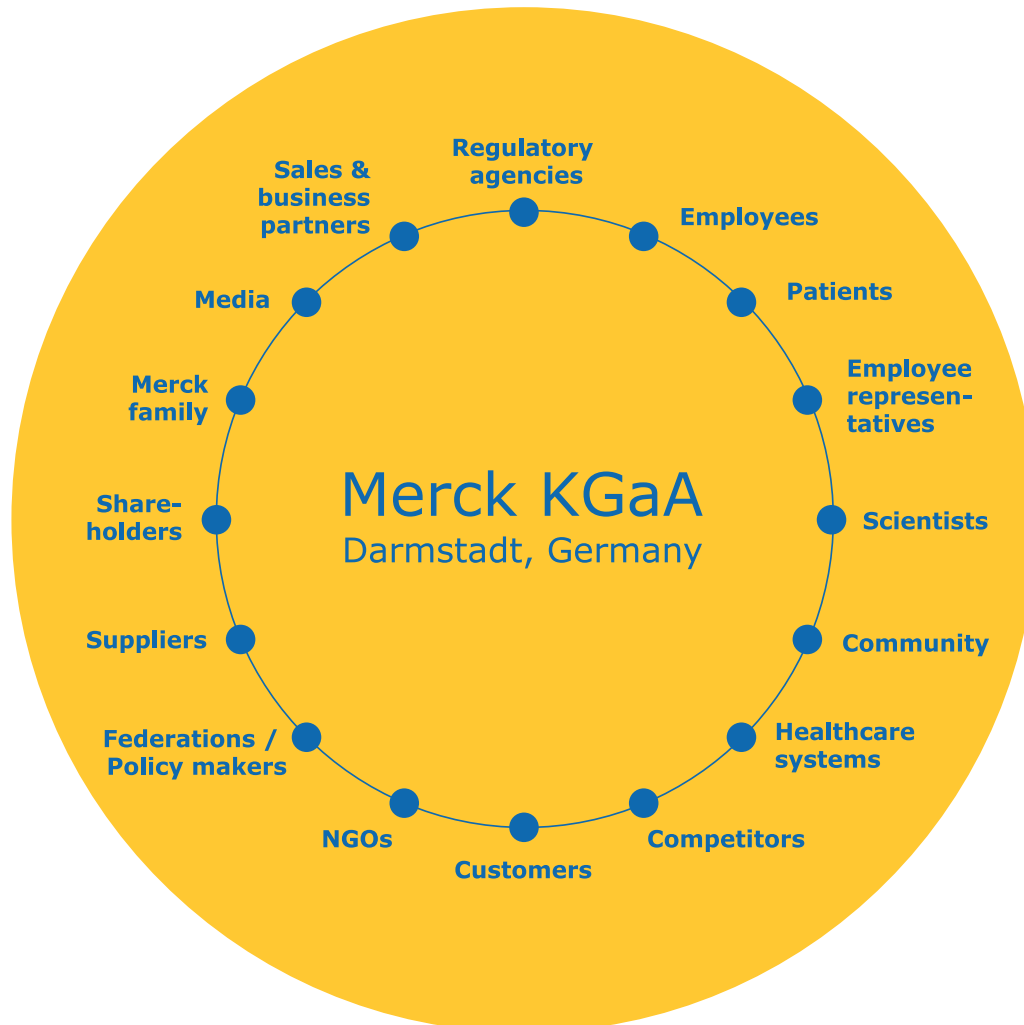 Regulatory
agencies
Employees
Patients
Employee
represen-
tatives
Scientists
Community
Healthcare
systems
Competitors
Customers
NGOs
Federations /
Policy makers
Suppliers
Share-
holders
Merck
family
Media
Sales &
business
partners
Merck KGaA
Darmstadt, Germany